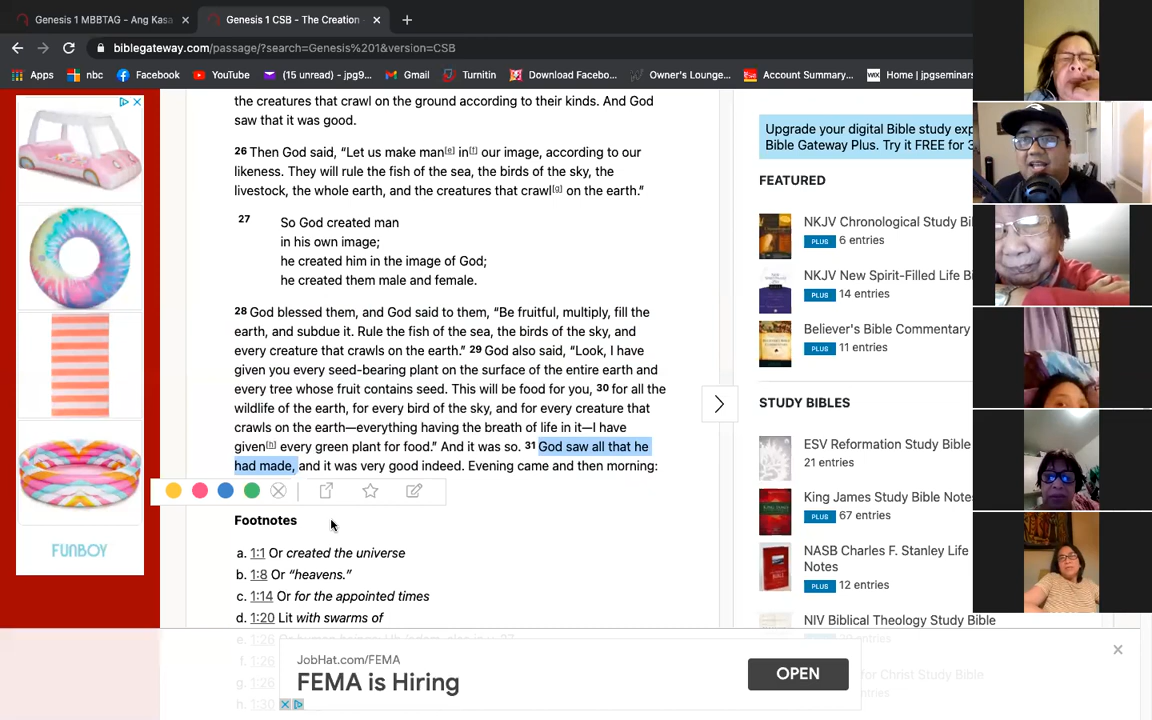 Genesis 1 MBBTAG - Ang Kasa
Genesis 1 CSB - The Creation -
biblegateway.com/passage/?search=Genesis%201&version=CSB
Apps
nbc
Facebook
YouTube
(15 unread) - jpg9...
Gmail
Turnitin
Download Facebo...
Owner's Lounge...
Account Summary...
WIX
Home | jpgseminars
FUNBOY
the creatures that crawl on the ground according to their kinds. And God
saw that it was good.
26 Then God said, “Let us make man[e] in[f] our image, according to our
likeness. They will rule the fish of the sea, the birds of the sky, the
livestock, the whole earth, and the creatures that crawl[g] on the earth.”
27 So God created man
in his own image;
he created him in the image of God;
he created them male and female.
28 God blessed them, and God said to them, “Be fruitful, multiply, fill the
earth, and subdue it. Rule the fish of the sea, the birds of the sky, and
every creature that crawls on the earth.” 29 God also said, “Look, I have
given you every seed-bearing plant on the surface of the entire earth and
every tree whose fruit contains seed. This will be food for you, 30 for all the
wildlife of the earth, for every bird of the sky, and for every creature that
crawls on the earth—everything having the breath of life in it—I have
given[h] every green plant for food.” And it was so. 31 God saw all that he
had made, and it was very good indeed. Evening came and then morning:
Footnotes
a. 1:1 Or created the universe
b. 1:8 Or “heavens.”
c. 1:14 Or for the appointed times
d. 1:20 Lit with swarms of
e. 1:26
f. 1:26
g. 1:26
h. 1:30
Upgrade your digital Bible study exp
Bible Gateway Plus. Try it FREE for 3
FEATURED
NKJV Chronological Study Bi
PLUS 6 entries
NKJV New Spirit-Filled Life Bi
PLUS 14 entries
Believer's Bible Commentary
PLUS 11 entries
STUDY BIBLES
ESV Reformation Study Bible
21 entries
King James Study Bible Notes
PLUS 67 entries
NASB Charles F. Stanley Life
Notes
PLUS 12 entries
NIV Biblical Theology Study Bible
for Christ Study Bible
entries
JobHat.com/FEMA
FEMA is Hiring
OPEN